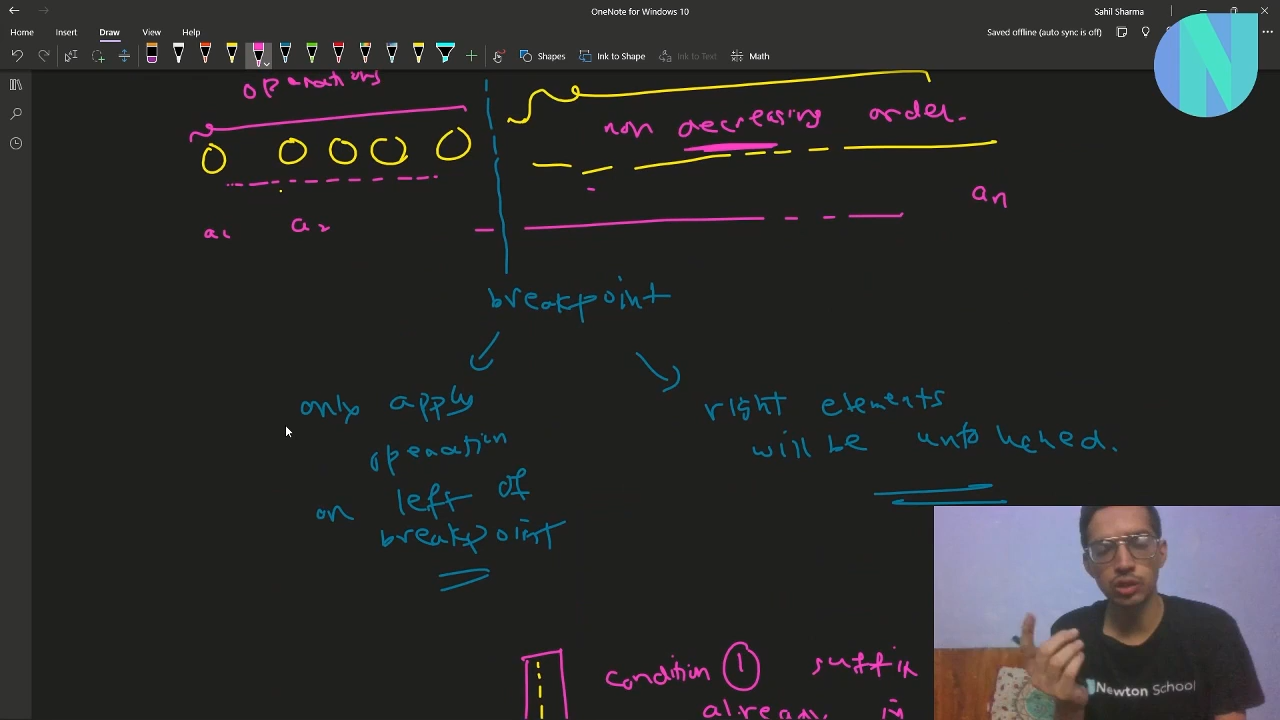 OneNote for Windows 10
Sahil Sharma
Home Insert Draw View Help
Saved offline (auto sync is off)
Shapes Ink to Shape Ink to Text Math
operations
non decreasing order.
a1 a2 an
breakpoint
only apply
operation
on left of
breakpoint
right elements
will be untouched.
condition 1 suffix
already in
Newton School